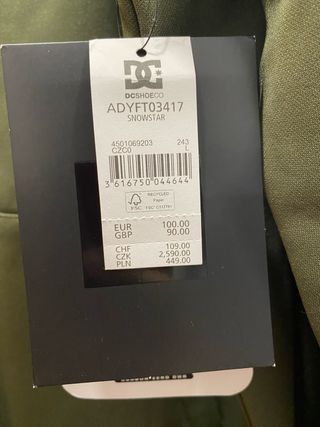 DC
DCSHOECO
ADYFT03417
SNOWSTAR
4501069203 243
CZC0 L
3 616750 044644
FSC RECYCLED
Paper
EUR 100.00
GBP 90.00
CHF 109.00
CZK 2,590.00
PLN 449.00